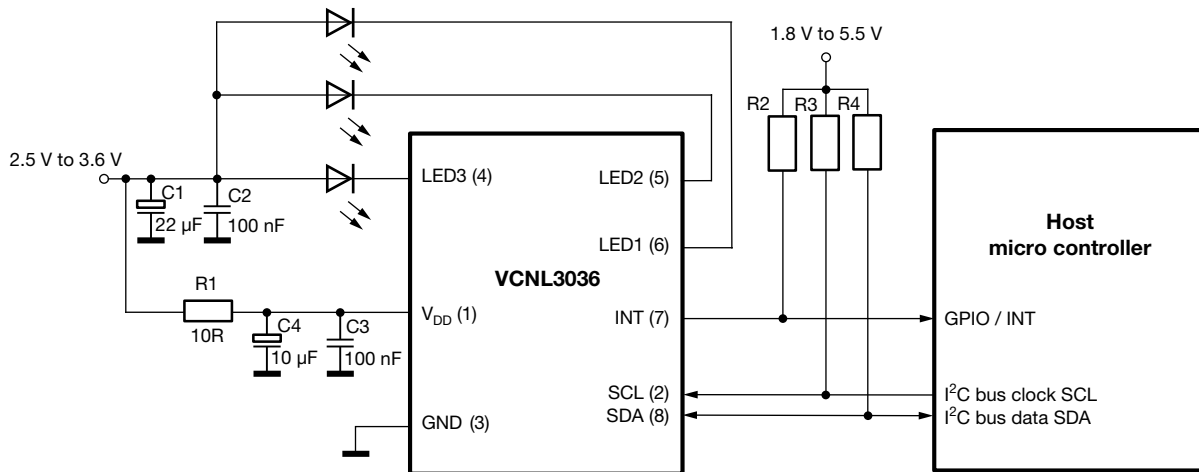 1.8 V to 5.5 V
R2 R3 R4
2.5 V to 3.6 V
C1
22 µF
C2
100 nF
LED3 (4)
LED2 (5)
LED1 (6)
Host
micro controller
VCNL3036
R1
10R
C4
10 µF
C3
100 nF
VDD (1)
INT (7)
GPIO / INT
SCL (2)
I²C bus clock SCL
GND (3)
SDA (8)
I²C bus data SDA